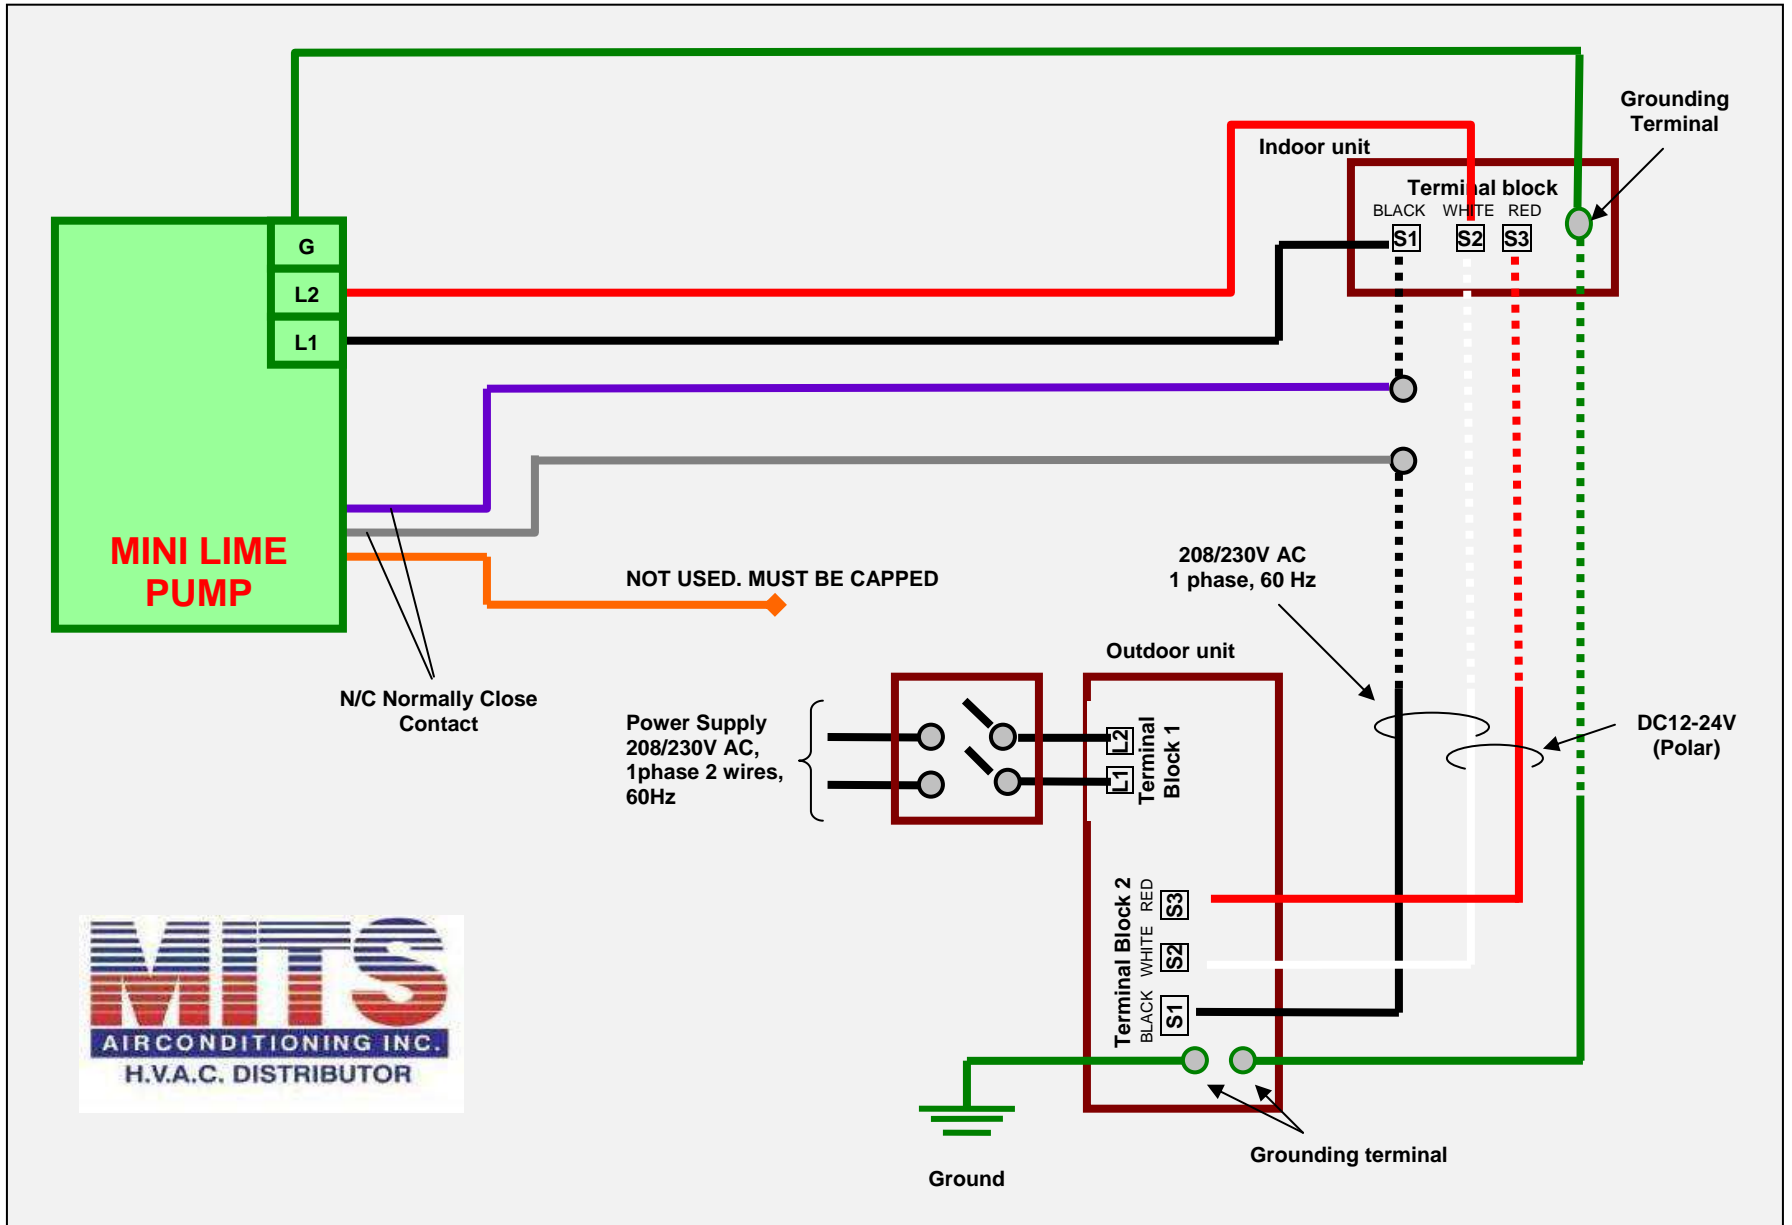 Grounding
Terminal
Indoor unit
Terminal block
BLACK WHITE RED
S1 S2 S3
G
L2
L1
MINI LIME
PUMP
NOT USED. MUST BE CAPPED
208/230V AC
1 phase, 60 Hz
N/C Normally Close
Contact
Outdoor unit
Power Supply
208/230V AC,
1phase 2 wires,
60Hz
L2
L1
Terminal
Block 1
DC12-24V
(Polar)
Terminal Block 2
RED
S3
WHITE
S2
BLACK
S1
MITS
AIRCONDITIONING INC.
H.V.A.C. DISTRIBUTOR
Ground
Grounding terminal